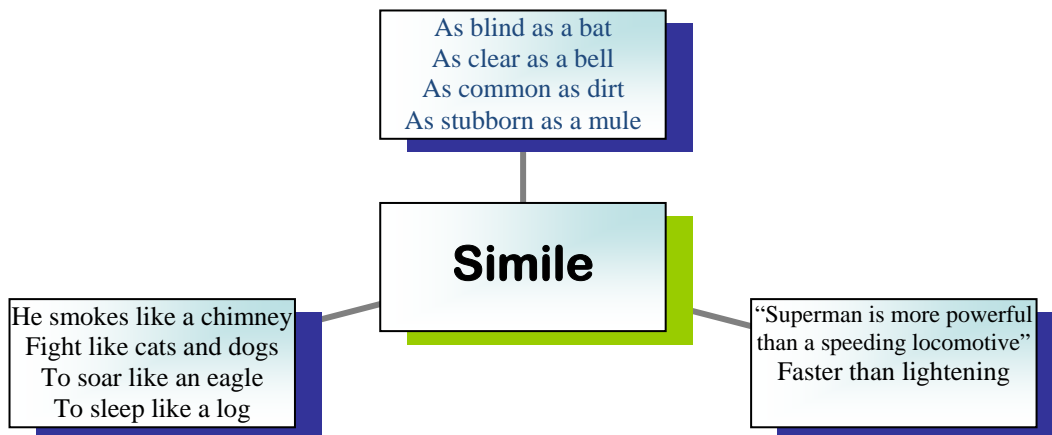 As blind as a bat
As clear as a bell
As common as dirt
As stubborn as a mule
Simile
He smokes like a chimney
Fight like cats and dogs
To soar like an eagle
To sleep like a log
“Superman is more powerful
than a speeding locomotive”
Faster than lightening